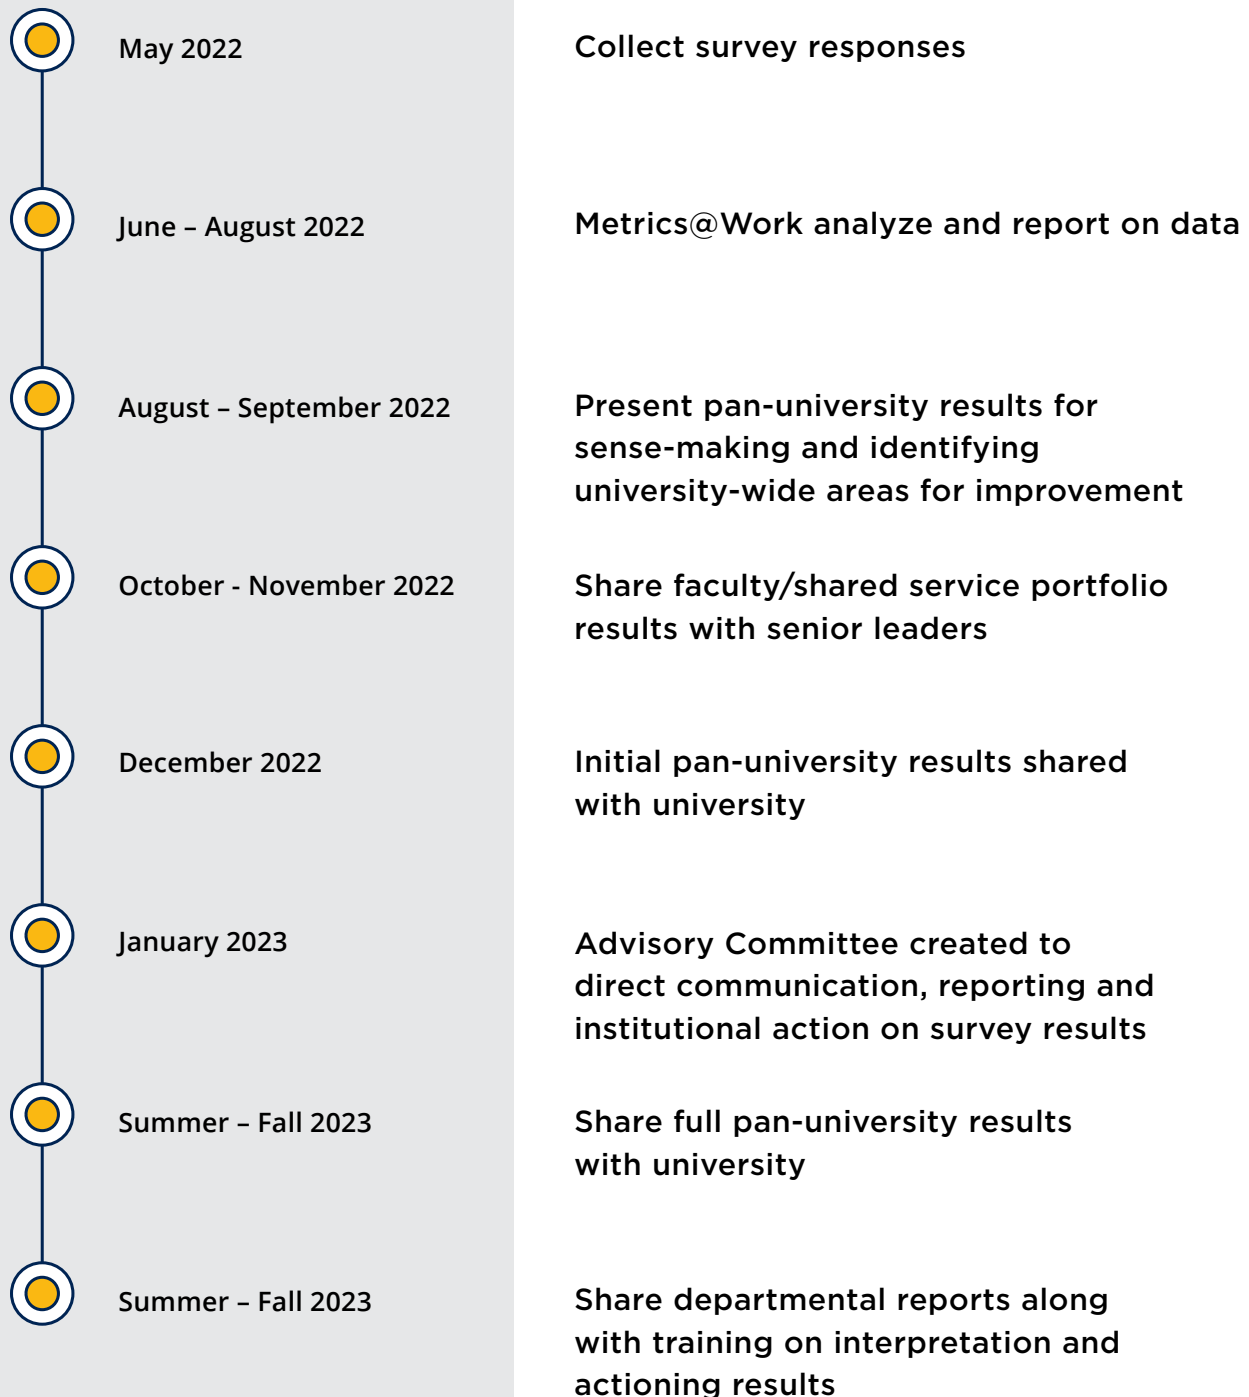 May 2022
Collect survey responses
June – August 2022
Metrics@Work analyze and report on data
August – September 2022
Present pan-university results for
sense-making and identifying
university-wide areas for improvement
October - November 2022
Share faculty/shared service portfolio
results with senior leaders
December 2022
Initial pan-university results shared
with university
January 2023
Advisory Committee created to
direct communication, reporting and
institutional action on survey results
Summer – Fall 2023
Share full pan-university results
with university
Summer – Fall 2023
Share departmental reports along
with training on interpretation and
actioning results